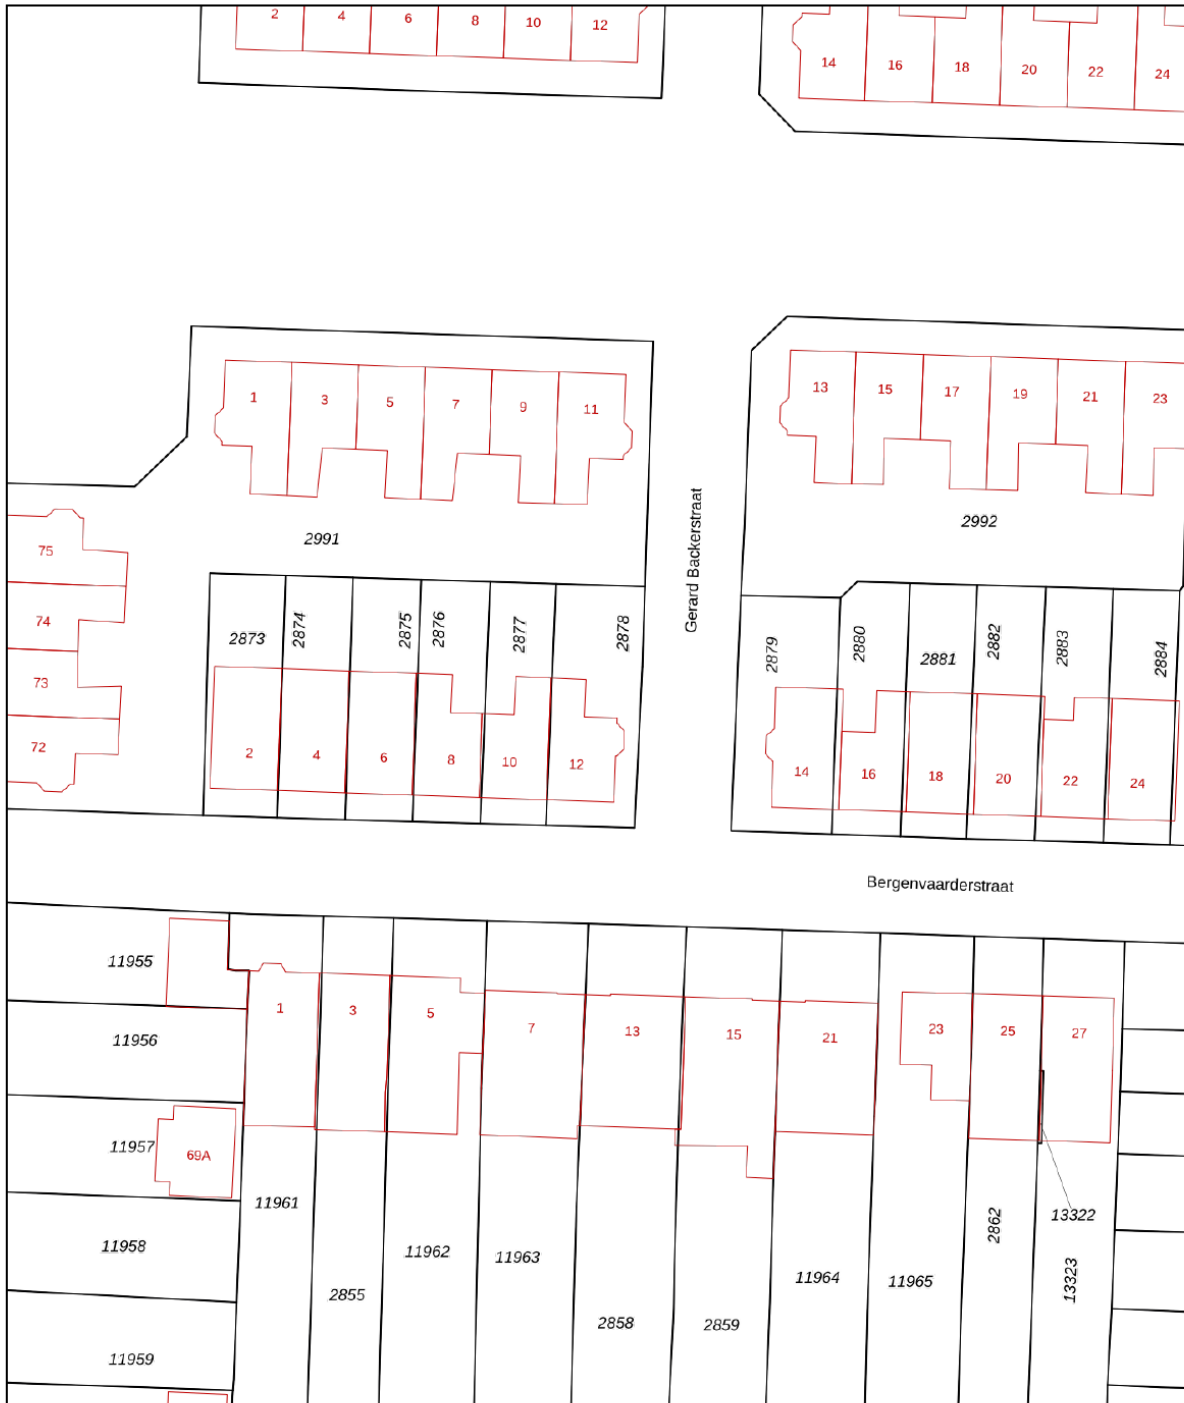 2 4 6 8 10 12
14 16 18 20 22 24
1 3 5 7 9 11
13 15 17 19 21 23
2991
2992
75
74
73
72
Gerard Backerstraat
2873 2874 2875 2876 2877 2878
2879 2880 2881 2882 2883 2884
2 4 6 8 10 12
14 16 18 20 22 24
Bergenvaarderstraat
11955
11956
11957
69A
11958
11959
1 3 5 7 13 15 21 23 25 27
11961
2855
11962
11963
2858
2859
11964
11965
2862
13322
13323